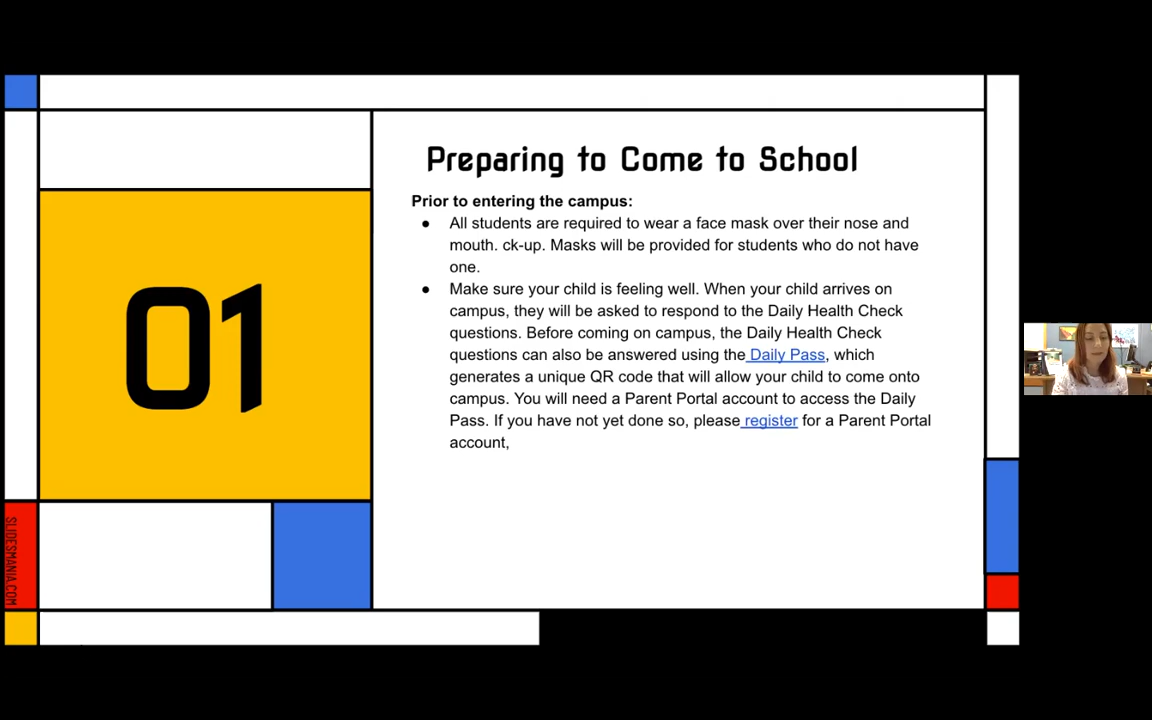 01
Preparing to Come to School
Prior to entering the campus:
● All students are required to wear a face mask over their nose and
mouth. ck-up. Masks will be provided for students who do not have
one.
● Make sure your child is feeling well. When your child arrives on
campus, they will be asked to respond to the Daily Health Check
questions. Before coming on campus, the Daily Health Check
questions can also be answered using the Daily Pass, which
generates a unique QR code that will allow your child to come onto
campus. You will need a Parent Portal account to access the Daily
Pass. If you have not yet done so, please register for a Parent Portal
account,
SLIDESMANIA.COM